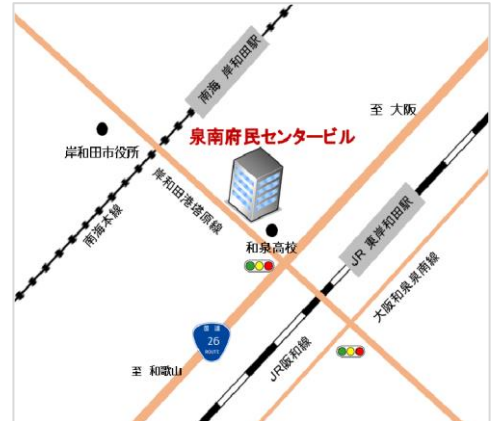 南海 岸和田駅
至 大阪
泉南府民センタービル
岸和田市役所
岸和田港塔原線
南海本線
和泉高校
JR 東岸和田駅
大阪和泉泉南線
国道
26
ROUTE
JR阪和線
至 和歌山